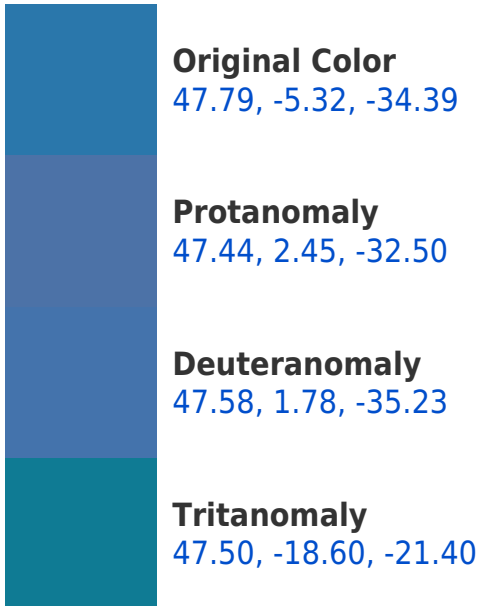 Original Color
47.79, -5.32, -34.39
Protanomaly
47.44, 2.45, -32.50
Deuteranomaly
47.58, 1.78, -35.23
Tritanomaly
47.50, -18.60, -21.40